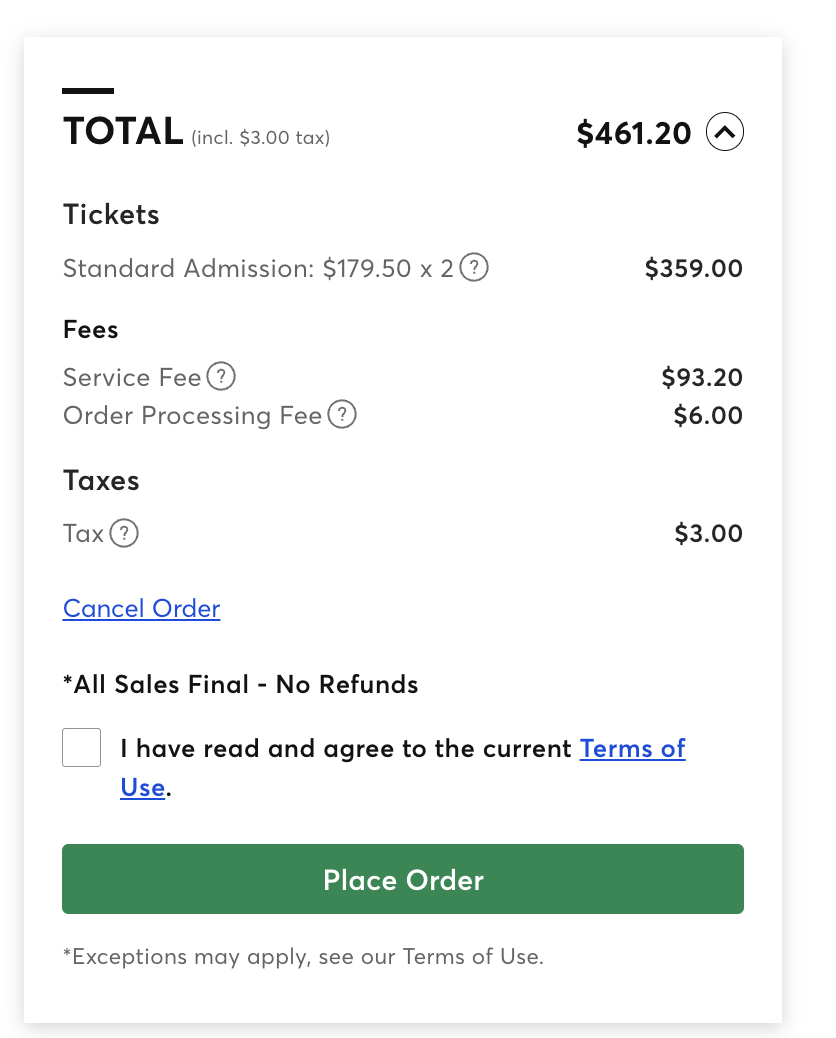 TOTAL (incl. $3.00 tax) $461.20
Tickets
Standard Admission: $179.50 x 2 ? $359.00
Fees
Service Fee ? $93.20
Order Processing Fee ? $6.00
Taxes
Tax ? $3.00
Cancel Order
*All Sales Final - No Refunds
I have read and agree to the current Terms of
Use.
Place Order
*Exceptions may apply, see our Terms of Use.